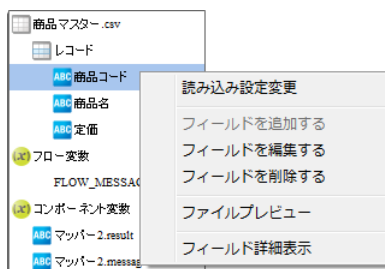 商品マスター.csv
レコード
ABC 商品コード
ABC 商品名
ABC 定価
(x) フロー変数
FLOW_MESSAG
(x) コンポーネント変数
ABC マッパー2.result
ABC マッパー2.messag
読み込み設定変更
フィールドを追加する
フィールドを編集する
フィールドを削除する
ファイルプレビュー
フィールド詳細表示